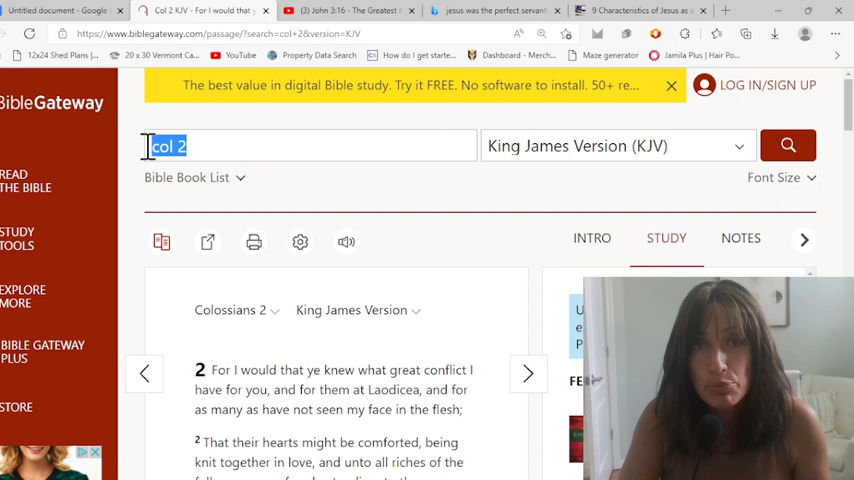 Untitled document - Google
Col 2 KJV - For I would that y
(3) John 3:16 - The Greatest
jesus was the perfect servant
9 Characteristics of Jesus as
https://www.biblegateway.com/passage/?search=col+2&version=KJV
12x24 Shed Plans | ...
20 x 30 Vermont Ca...
YouTube
Property Data Search
How do i get starte...
Dashboard - Merch...
Maze generator
Jamila Plus | Hair Po...
BibleGateway
The best value in digital Bible study. Try it FREE. No software to install. 50+ re...
LOG IN/SIGN UP
col 2
King James Version (KJV)
Bible Book List
Font Size
READ
THE BIBLE
STUDY
TOOLS
EXPLORE
MORE
BIBLE GATEWAY
PLUS
STORE
INTRO
STUDY
NOTES
Colossians 2
King James Version
2 For I would that ye knew what great conflict I
have for you, and for them at Laodicea, and for
as many as have not seen my face in the flesh;
2 That their hearts might be comforted, being
knit together in love, and unto all riches of the